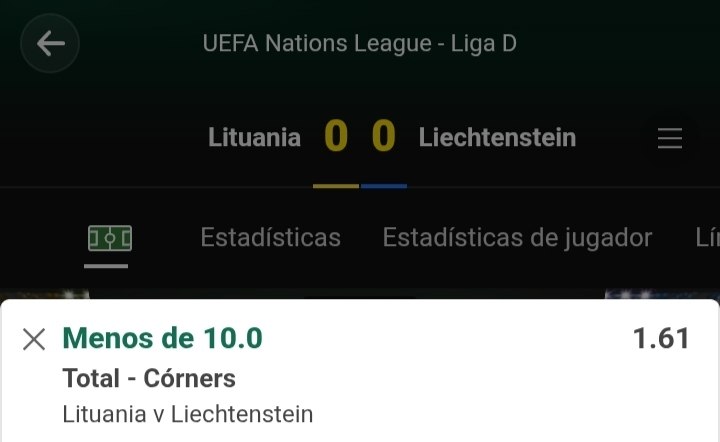 UEFA Nations League - Liga D
Lituania 0 0 Liechtenstein
Estadísticas Estadísticas de jugador Lí
Menos de 10.0 1.61
Total - Córners
Lituania v Liechtenstein